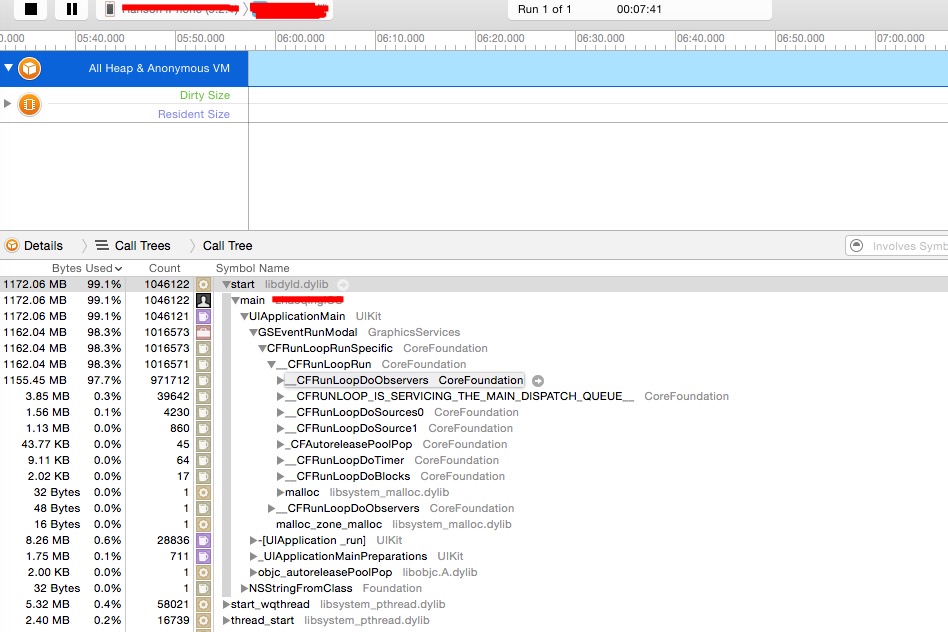 Run 1 of 1 00:07:41
0.000 05:40.000 05:50.000 06:00.000 06:10.000 06:20.000 06:30.000 06:40.000 06:50.000 07:00.000
All Heap & Anonymous VM
Dirty Size
Resident Size
Details Call Trees Call Tree Involves Symb
Bytes Used Count Symbol Name
1172.06 MB 99.1% 1046122 start libdyld.dylib
1172.06 MB 99.1% 1046122 main
1172.06 MB 99.1% 1046121 UIApplicationMain UIKit
1162.04 MB 98.3% 1016573 GSEventRunModal GraphicsServices
1162.04 MB 98.3% 1016573 CFRunLoopRunSpecific CoreFoundation
1162.04 MB 98.3% 1016571 __CFRunLoopRun CoreFoundation
1155.45 MB 97.7% 971712 __CFRunLoopDoObservers CoreFoundation
3.85 MB 0.3% 39642 __CFRUNLOOP_IS_SERVICING_THE_MAIN_DISPATCH_QUEUE__ CoreFoundation
1.56 MB 0.1% 4230 __CFRunLoopDoSources0 CoreFoundation
1.13 MB 0.0% 860 __CFRunLoopDoSource1 CoreFoundation
43.77 KB 0.0% 45 _CFAutoreleasePoolPop CoreFoundation
9.11 KB 0.0% 64 __CFRunLoopDoTimer CoreFoundation
2.02 KB 0.0% 17 __CFRunLoopDoBlocks CoreFoundation
32 Bytes 0.0% 1 malloc libsystem_malloc.dylib
48 Bytes 0.0% 1 __CFRunLoopDoObservers CoreFoundation
16 Bytes 0.0% 1 malloc_zone_malloc libsystem_malloc.dylib
8.26 MB 0.6% 28836 -[UIApplication _run] UIKit
1.75 MB 0.1% 711 _UIApplicationMainPreparations UIKit
2.00 KB 0.0% 1 objc_autoreleasePoolPop libobjc.A.dylib
32 Bytes 0.0% 1 NSStringFromClass Foundation
5.32 MB 0.4% 58021 start_wqthread libsystem_pthread.dylib
2.40 MB 0.2% 16739 thread_start libsystem_pthread.dylib